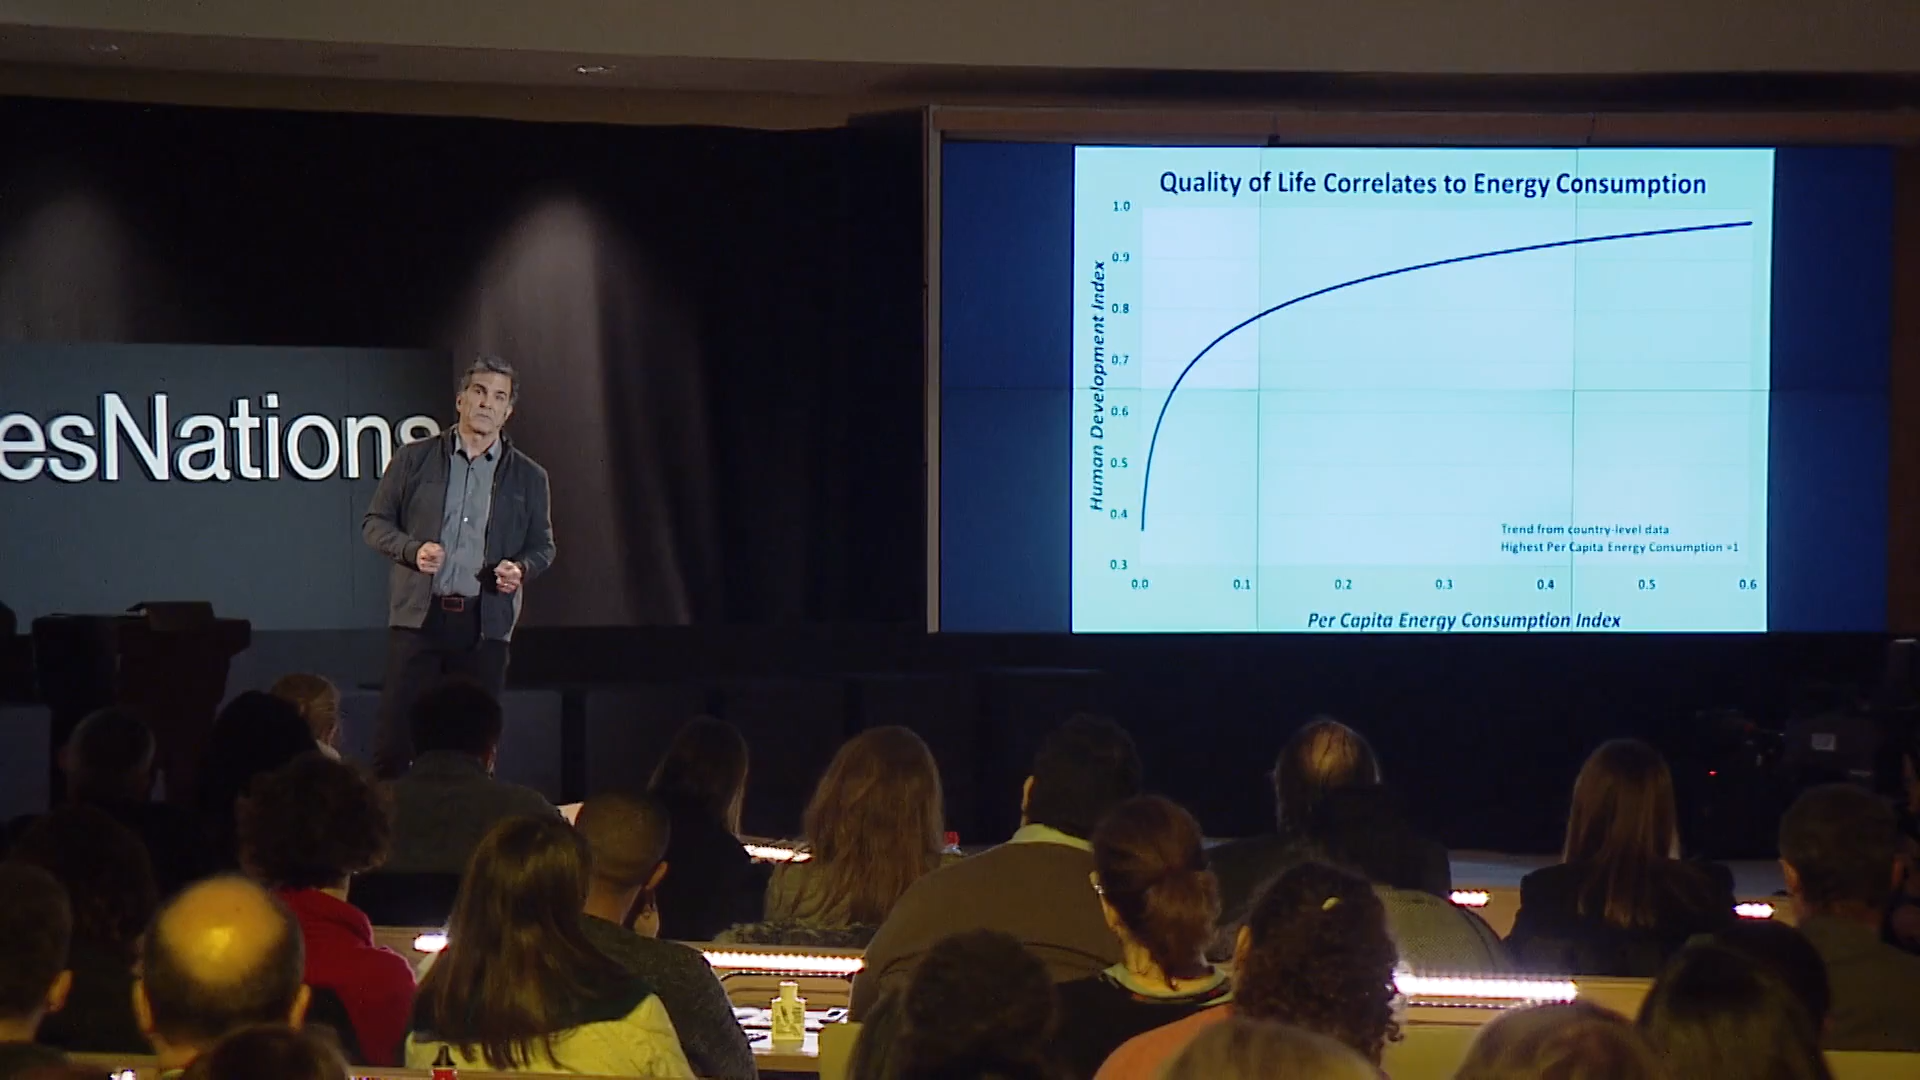 esNations
Quality of Life Correlates to Energy Consumption
1.0
0.9
0.8
0.7
0.6
0.5
0.4
0.3
Human Development Index
Trend from country-level data
Highest Per Capita Energy Consumption =1
0.0 0.1 0.2 0.3 0.4 0.5 0.6
Per Capita Energy Consumption Index